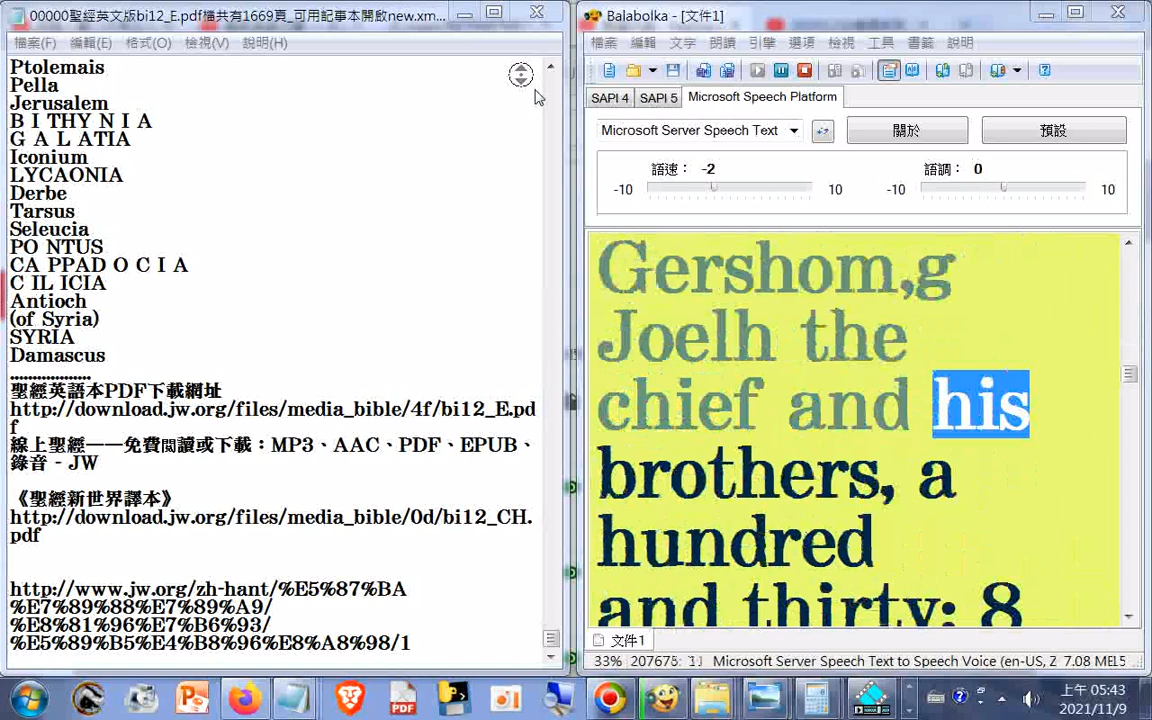 00000聖經英文版bi12_E.pdf檔共有1669頁_可用記事本開啟new.xm...
檔案(F) 編輯(E) 格式(O) 檢視(V) 說明(H)
Ptolemais
Pella
Jerusalem
B I THY N I A
G A L ATIA
Iconium
LYCAONIA
Derbe
Tarsus
Seleucia
PO NTUS
CA PPAD O C I A
C IL ICIA
Antioch
(of Syria)
SYRIA
Damascus
..................
聖經英語本PDF下載網址
http://download.jw.org/files/media_bible/4f/bi12_E.pd
f
線上聖經——免費閱讀或下載：MP3、AAC、PDF、EPUB、
錄音 - JW
《聖經新世界譯本》
http://download.jw.org/files/media_bible/0d/bi12_CH.
pdf
http://www.jw.org/zh-hant/%E5%87%BA
%E7%89%88%E7%89%A9/
%E8%81%96%E7%B6%93/
%E5%89%B5%E4%B8%96%E8%A8%98/1
Balabolka - [文件1]
檔案 編輯 文字 朗讀 引擎 選項 檢視 工具 書籤 說明
SAPI 4 SAPI 5 Microsoft Speech Platform
Microsoft Server Speech Text 關於 預設
語速： -2 語調： 0
-10 10 -10 10
Gershom,g
Joelh the
chief and his
brothers, a
hundred
and thirty; 8
文件1
33% Microsoft Server Speech Text to Speech Voice (en-US, Z 7.08
PDF
上午 05:43
2021/11/9